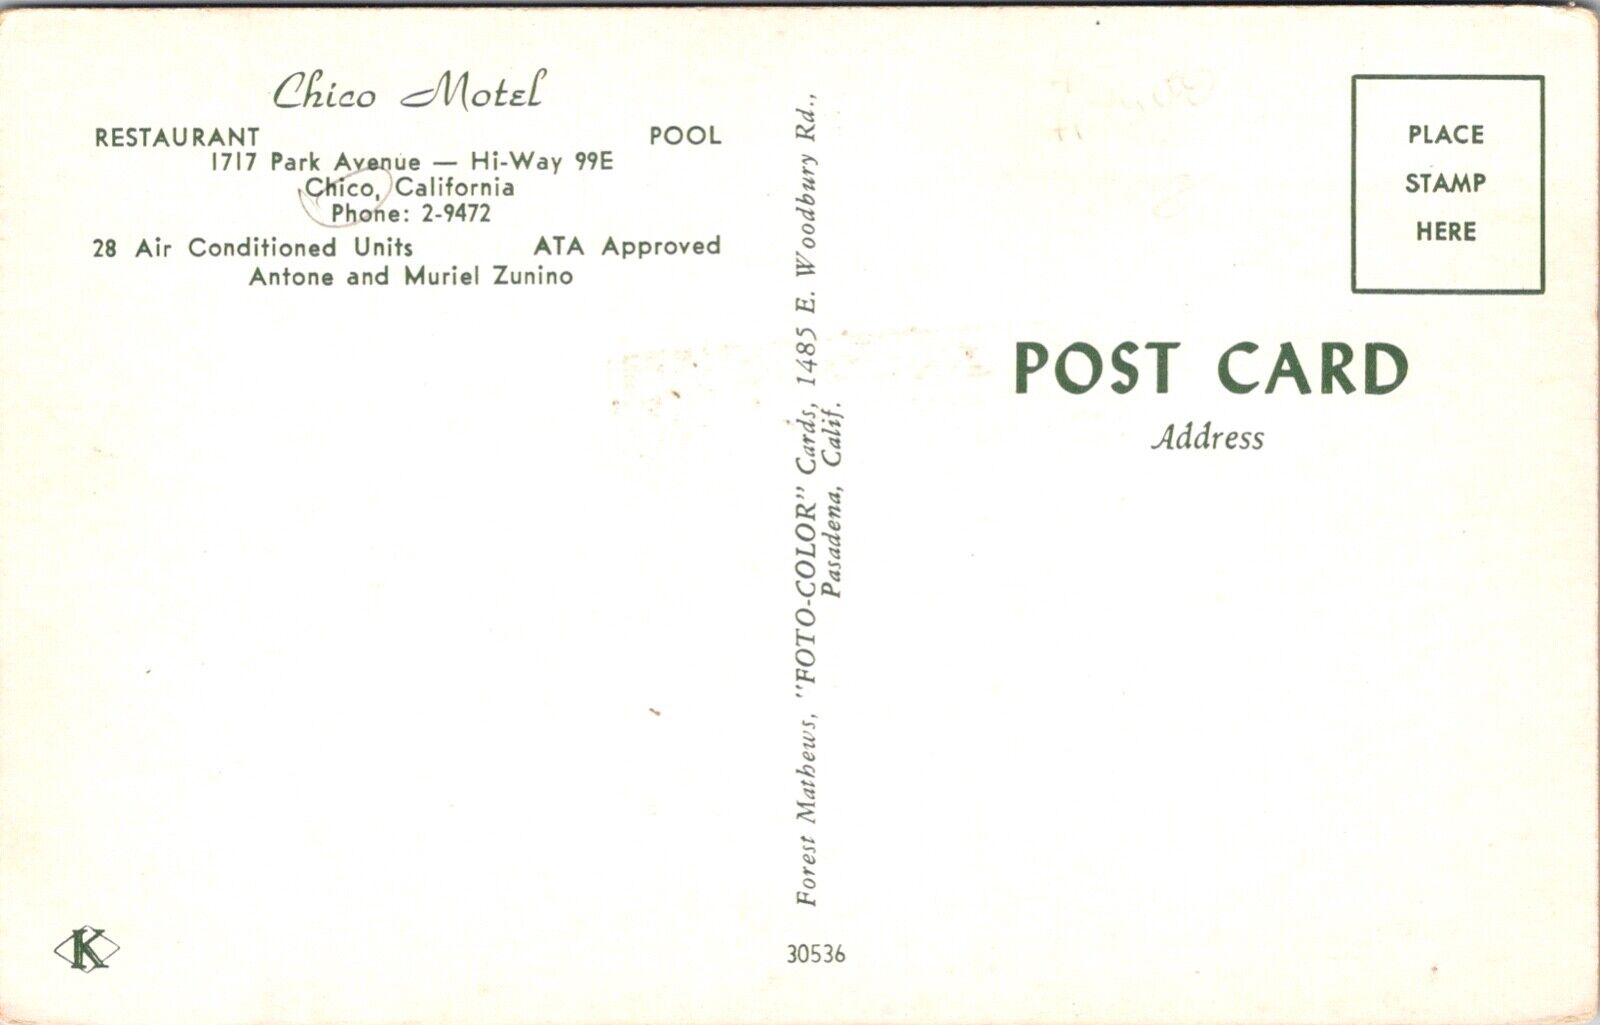 Chico Motel
RESTAURANT POOL
1717 Park Avenue — Hi-Way 99E
Chico, California
Phone: 2-9472
28 Air Conditioned Units ATA Approved
Antone and Muriel Zunino
Forest Mathews, "FOTO-COLOR" Cards, 1485 E. Woodbury Rd.,
Pasadena, Calif.
PLACE
STAMP
HERE
POST CARD
Address
K
30536